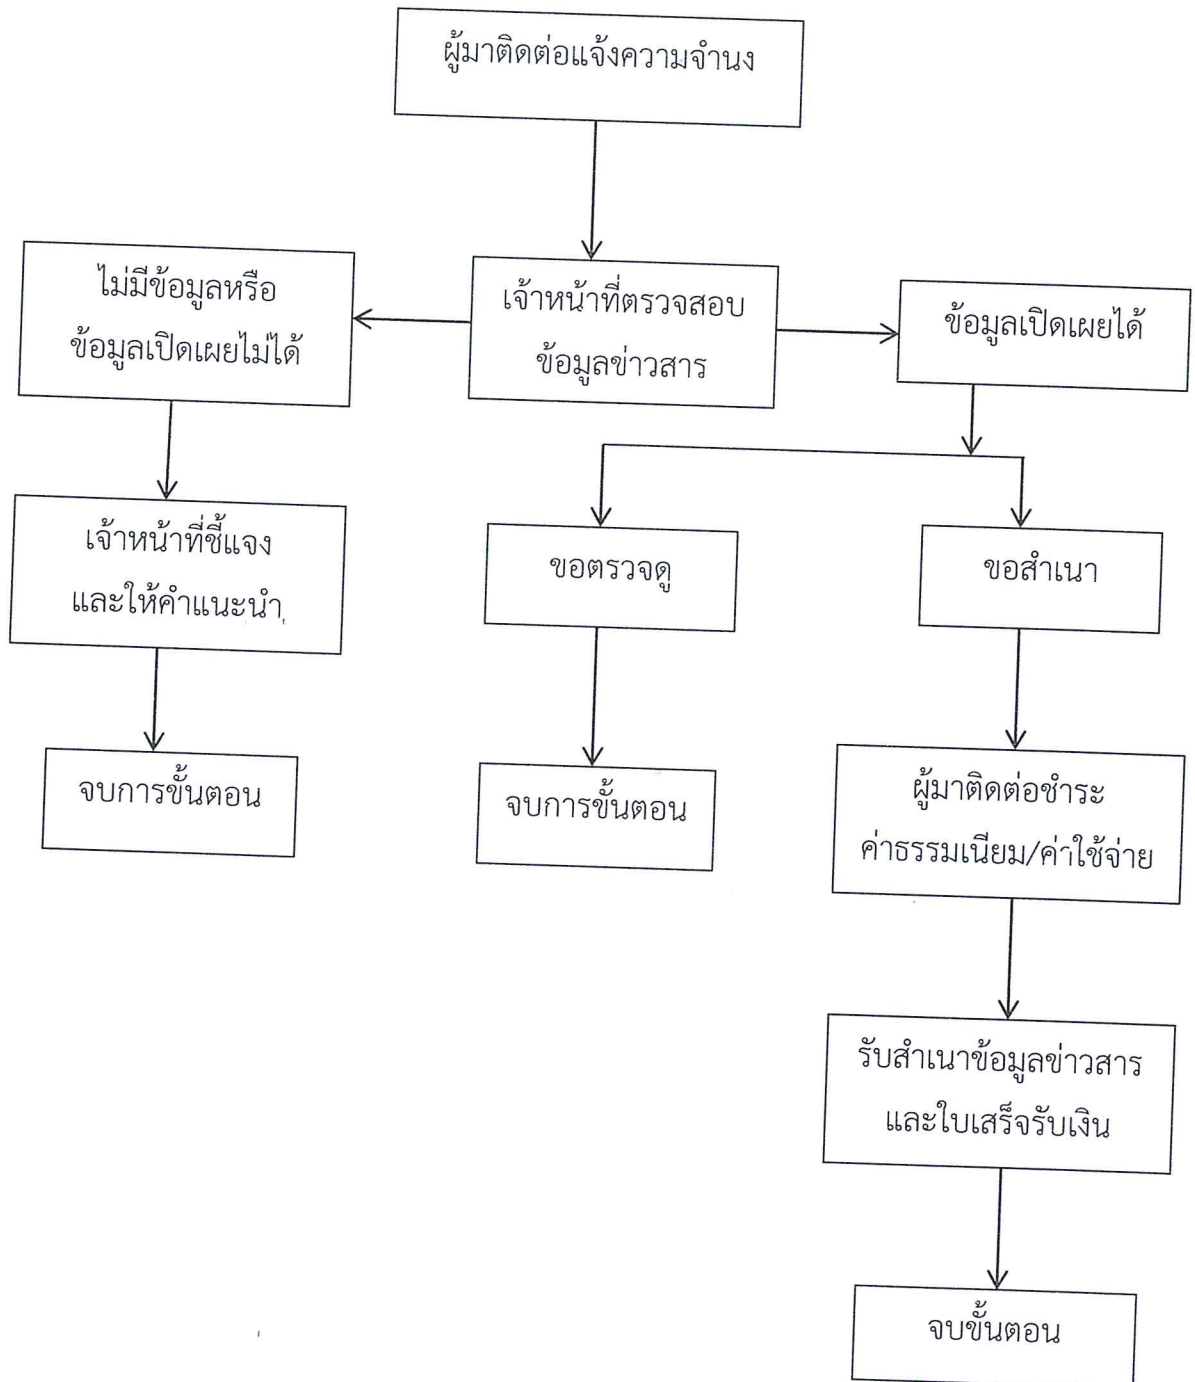 ผู้มาติดต่อแจ้งความจำนง
ไม่มีข้อมูลหรือ
ข้อมูลเปิดเผยไม่ได้
เจ้าหน้าที่ตรวจสอบ
ข้อมูลข่าวสาร
ข้อมูลเปิดเผยได้
เจ้าหน้าที่ชี้แจง
และให้คำแนะนำ
ขอตรวจดู
ขอสำเนา
จบการขั้นตอน
จบการขั้นตอน
ผู้มาติดต่อชำระ
ค่าธรรมเนียม/ค่าใช้จ่าย
รับสำเนาข้อมูลข่าวสาร
และใบเสร็จรับเงิน
จบขั้นตอน